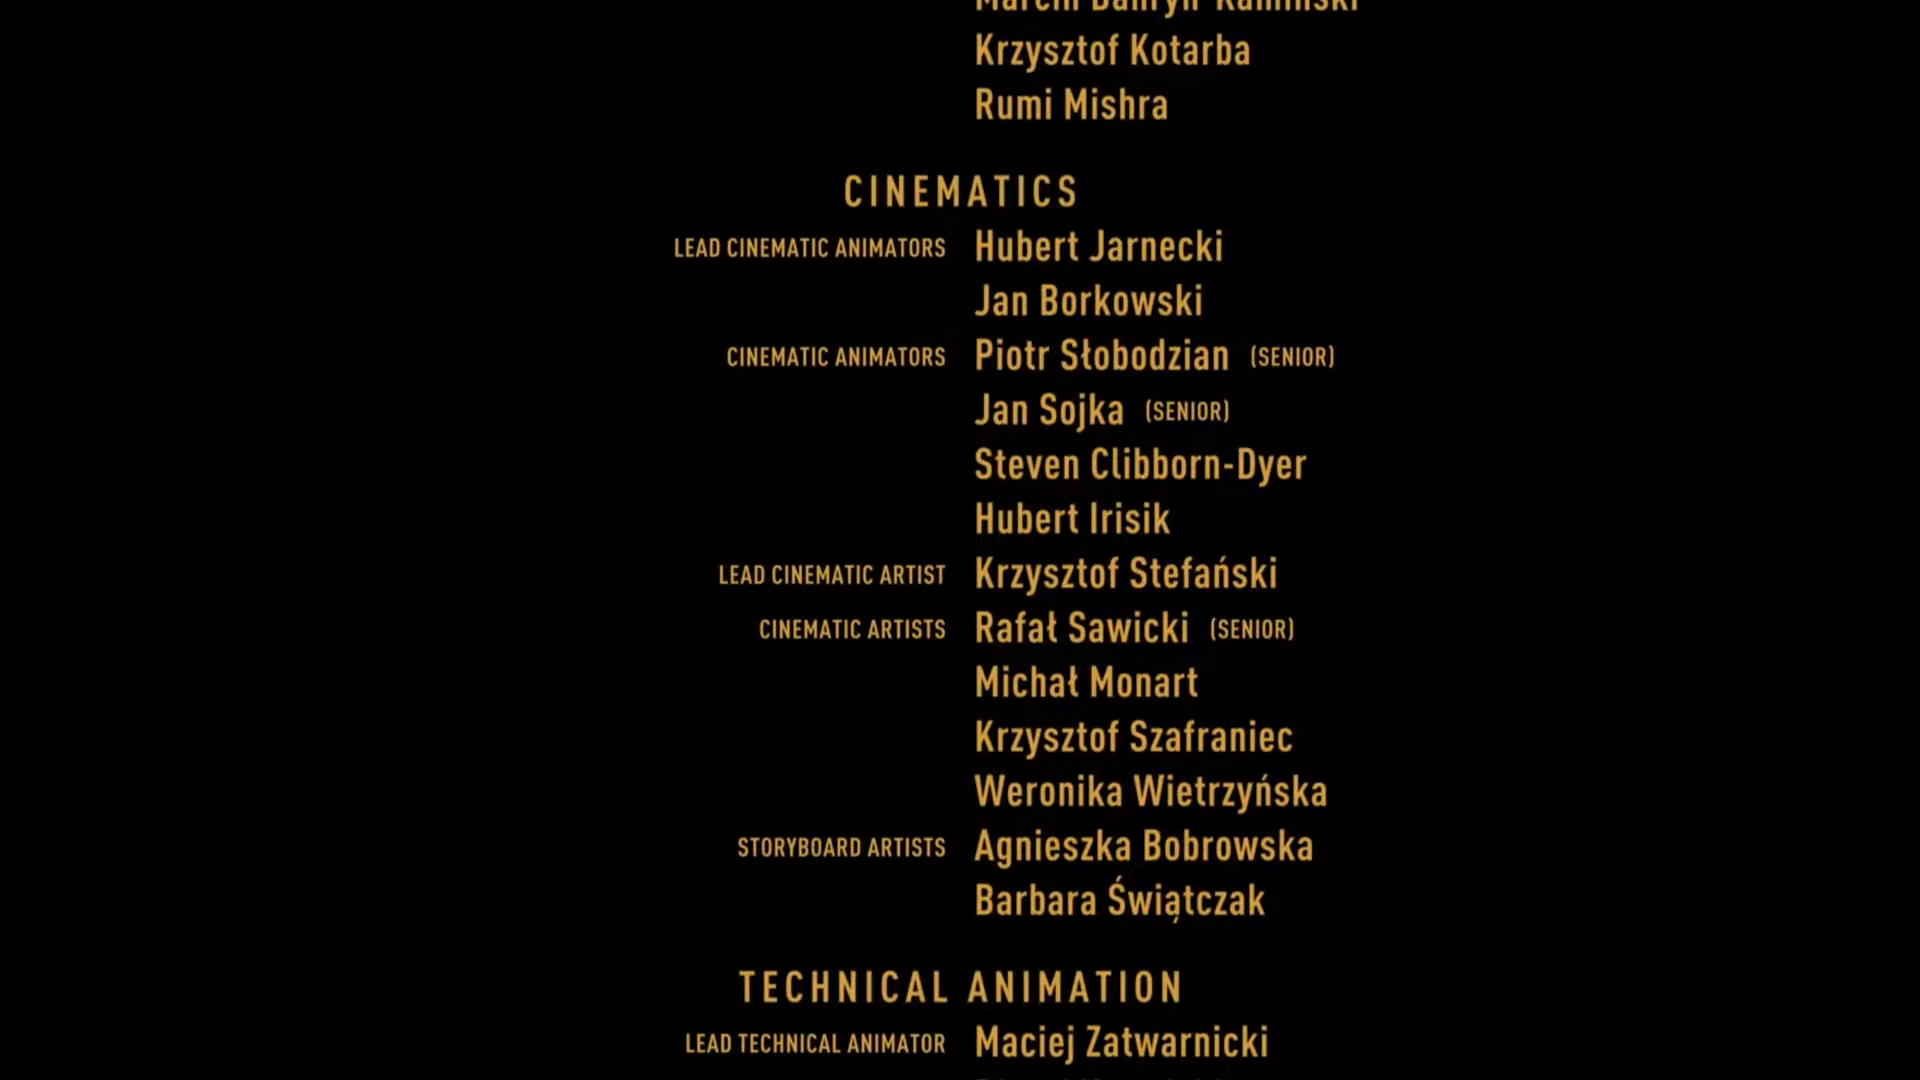 Krzysztof Kotarba
Rumi Mishra
CINEMATICS
LEAD CINEMATIC ANIMATORS Hubert Jarnecki
Jan Borkowski
CINEMATIC ANIMATORS Piotr Słobodzian (SENIOR)
Jan Sojka (SENIOR)
Steven Clibborn-Dyer
Hubert Irisik
LEAD CINEMATIC ARTIST Krzysztof Stefański
CINEMATIC ARTISTS Rafał Sawicki (SENIOR)
Michał Monart
Krzysztof Szafraniec
Weronika Wietrzyńska
STORYBOARD ARTISTS Agnieszka Bobrowska
Barbara Świątczak
TECHNICAL ANIMATION
LEAD TECHNICAL ANIMATOR Maciej Zatwarnicki